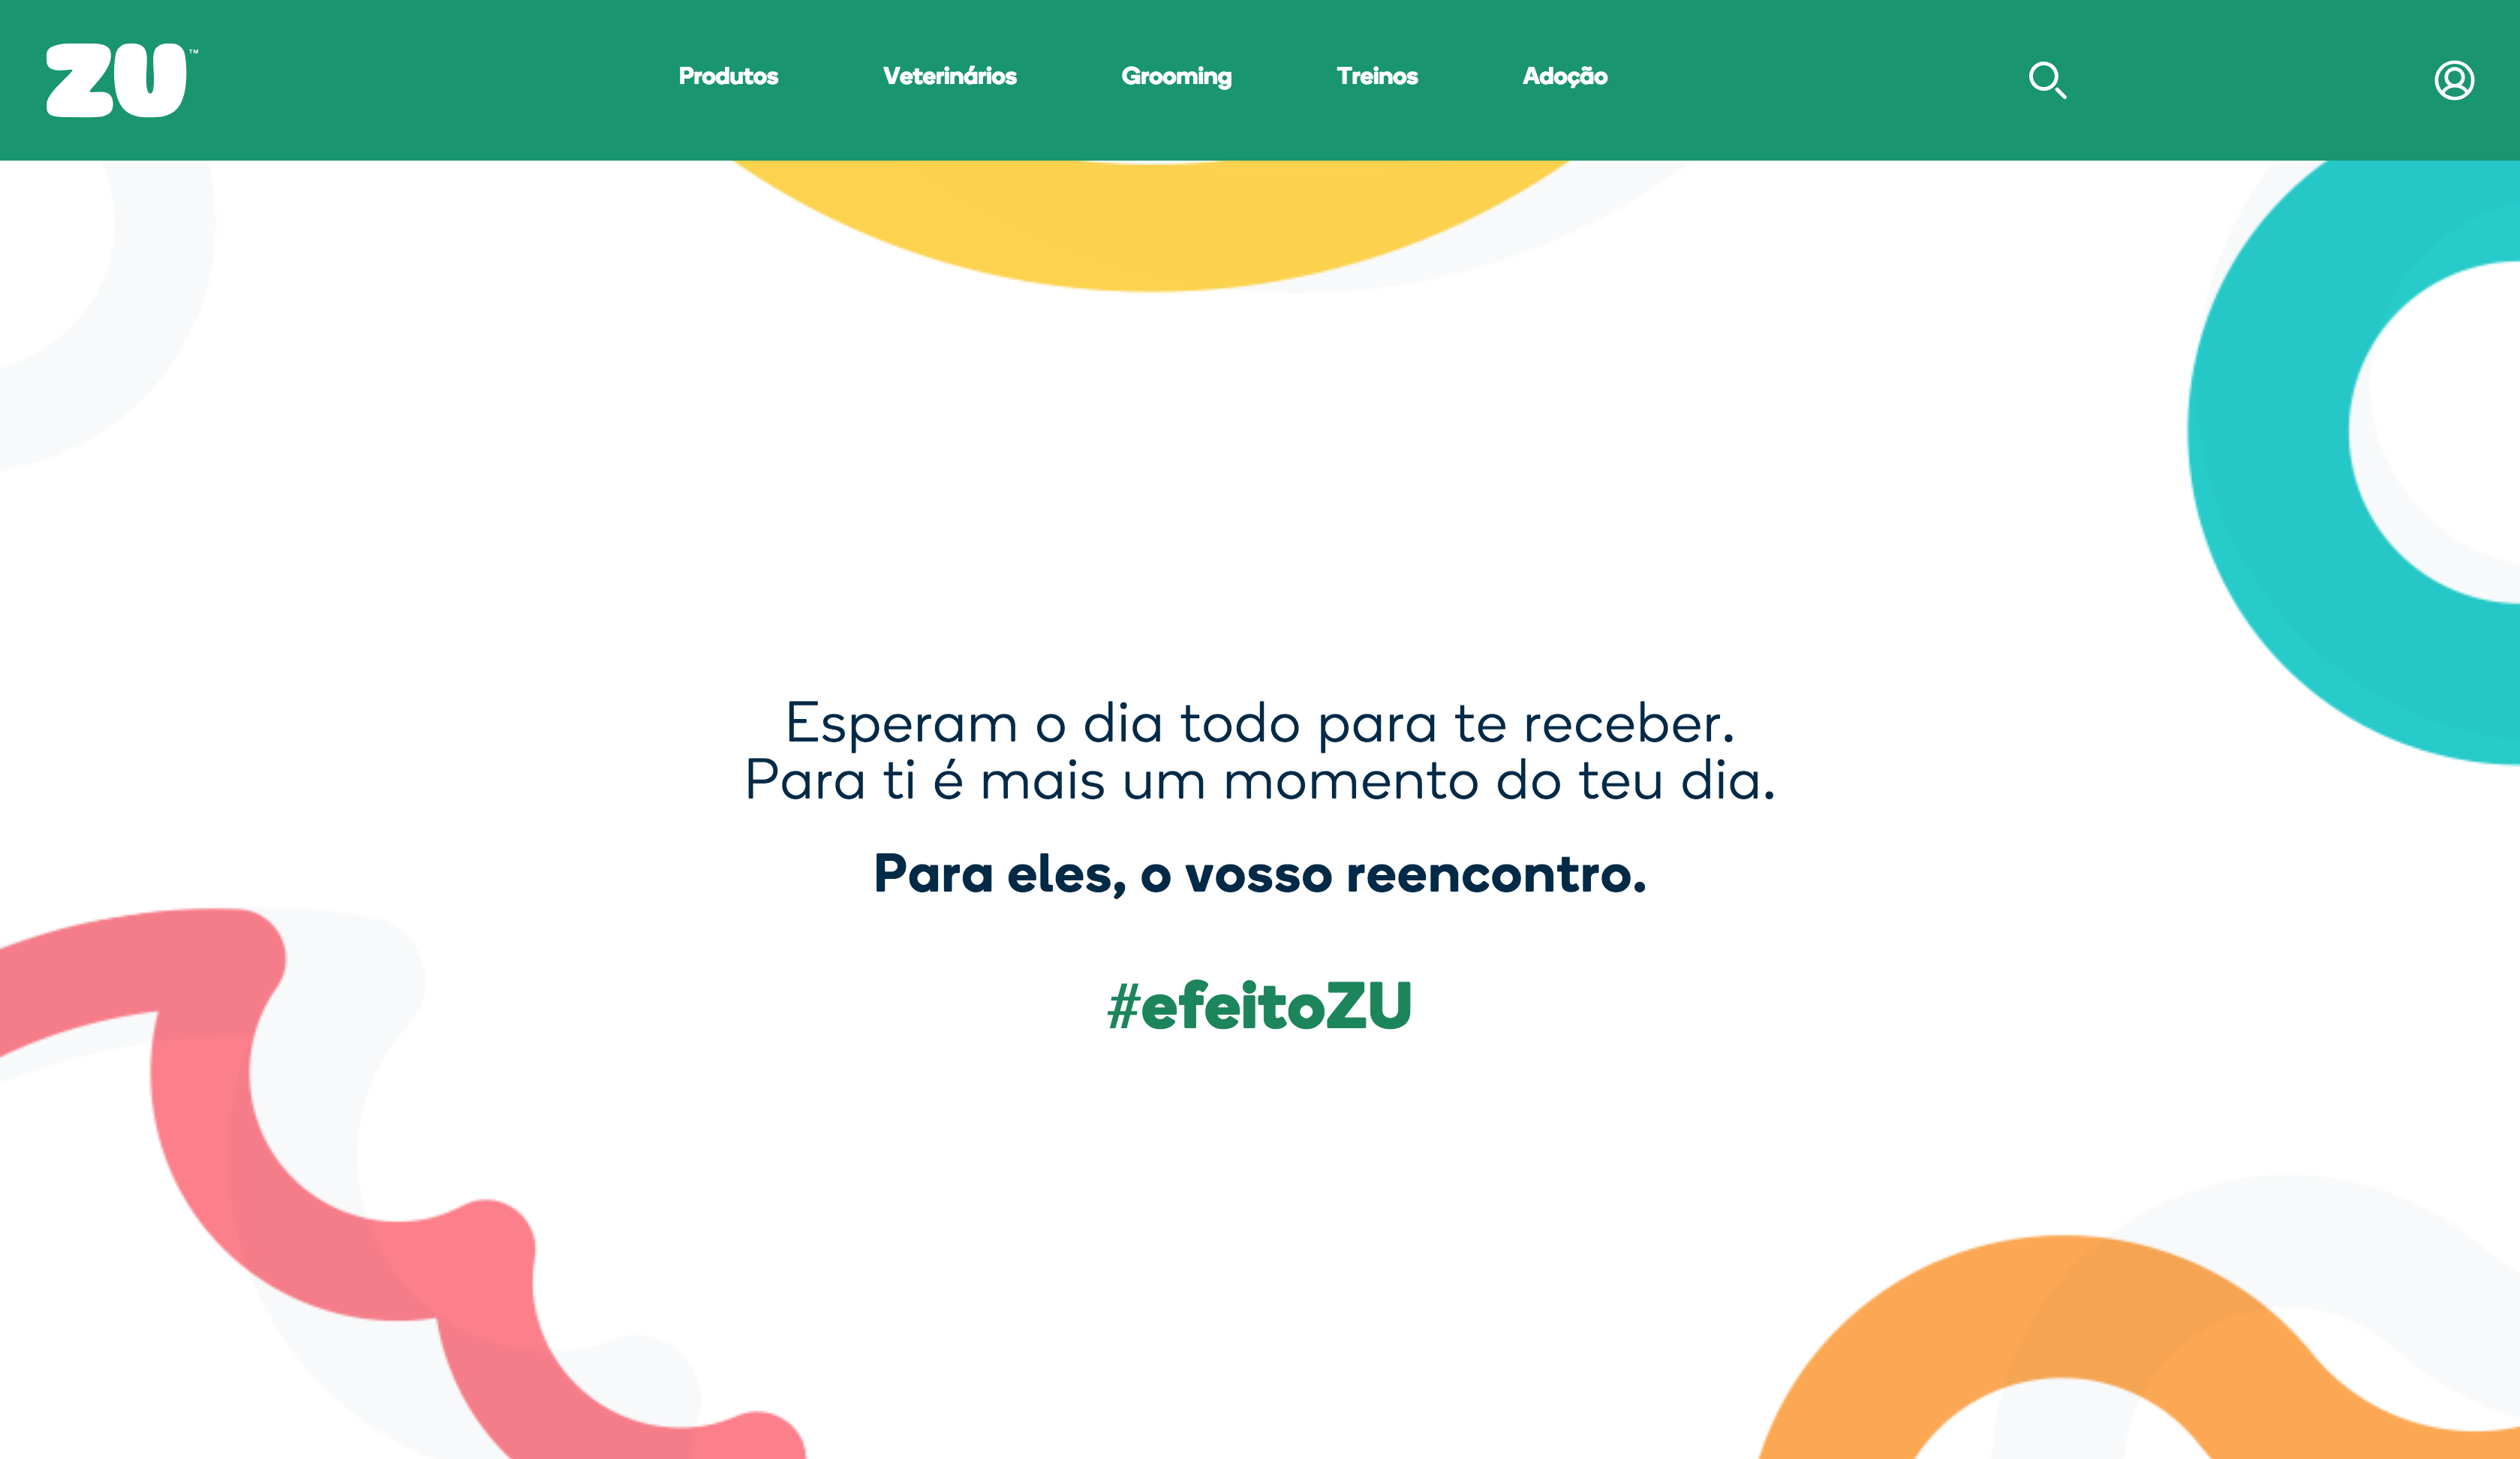 ZU™
Produtos
Veterinários
Grooming
Treinos
Adoção
Esperam o dia todo para te receber.
Para ti é mais um momento do teu dia.
Para eles, o vosso reencontro.
#efeitoZU